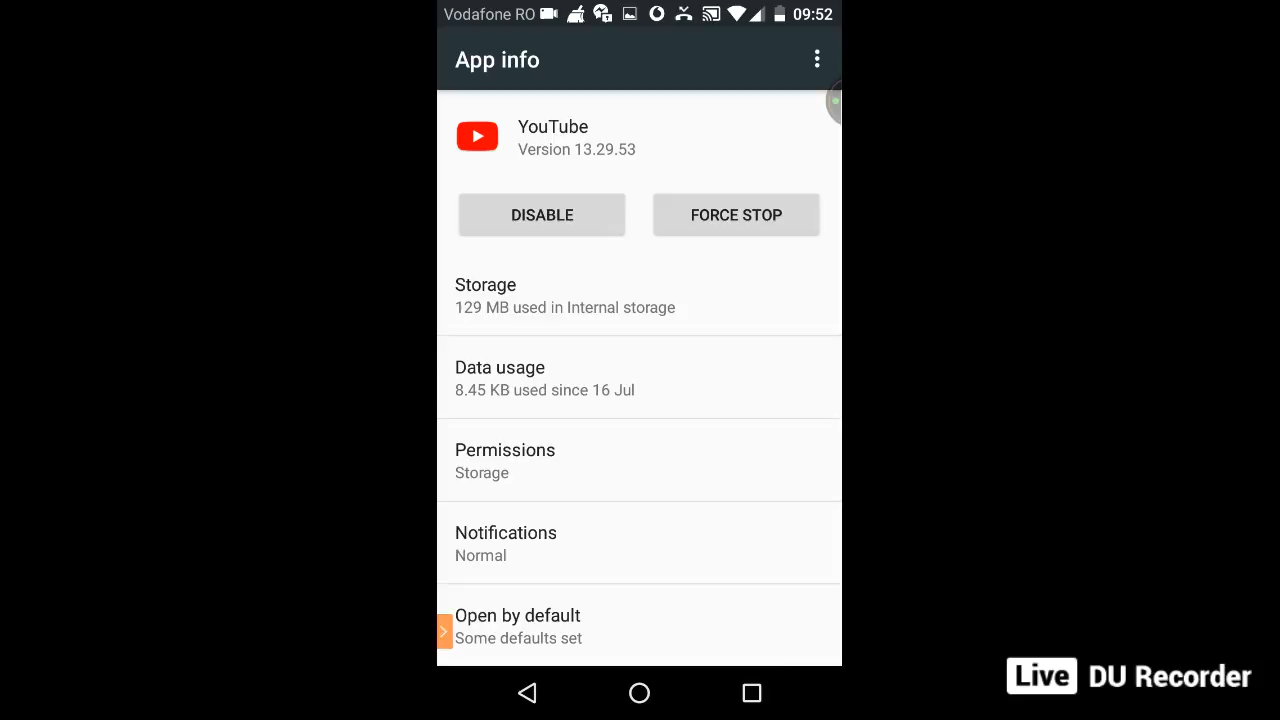 Vodafone RO 09:52
App info
YouTube
Version 13.29.53
DISABLE FORCE STOP
Storage
129 MB used in Internal storage
Data usage
8.45 KB used since 16 Jul
Permissions
Storage
Notifications
Normal
Open by default
Some defaults set
Live DU Recorder